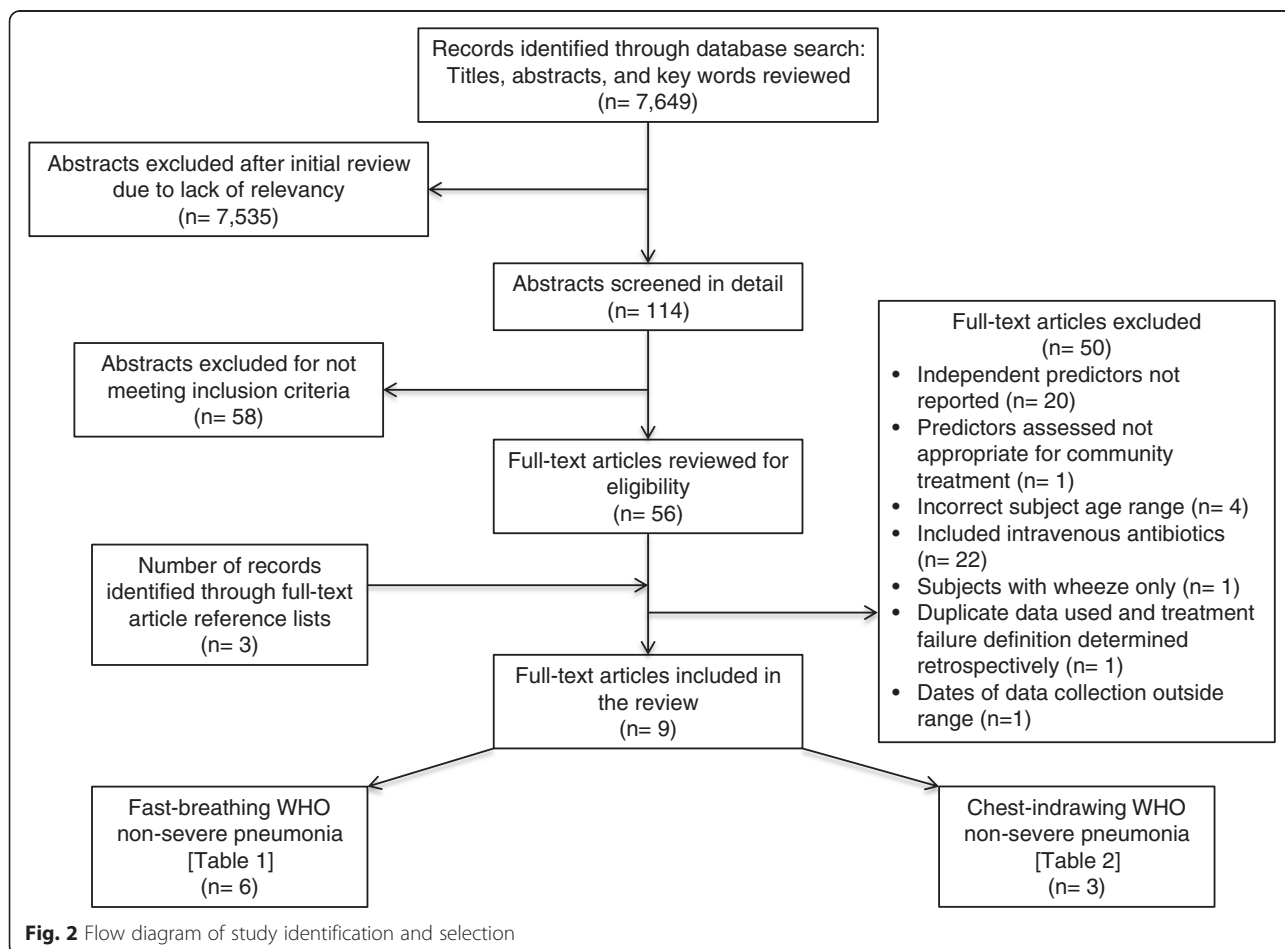 Records identified through database search:
Titles, abstracts, and key words reviewed
(n= 7,649)
Abstracts excluded after initial review
due to lack of relevancy
(n= 7,535)
Abstracts screened in detail
(n= 114)
Abstracts excluded for not
meeting inclusion criteria
(n= 58)
Full-text articles reviewed for
eligibility
(n= 56)
Number of records
identified through full-text
article reference lists
(n= 3)
Full-text articles excluded
(n= 50)
• Independent predictors not
reported (n= 20)
• Predictors assessed not
appropriate for community
treatment (n= 1)
• Incorrect subject age range (n= 4)
• Included intravenous antibiotics
(n= 22)
• Subjects with wheeze only (n= 1)
• Duplicate data used and treatment
failure definition determined
retrospectively (n= 1)
• Dates of data collection outside
range (n=1)
Full-text articles included in
the review
(n= 9)
Fast-breathing WHO
non-severe pneumonia
[Table 1]
(n= 6)
Chest-indrawing WHO
non-severe pneumonia
[Table 2]
(n= 3)
Fig. 2 Flow diagram of study identification and selection